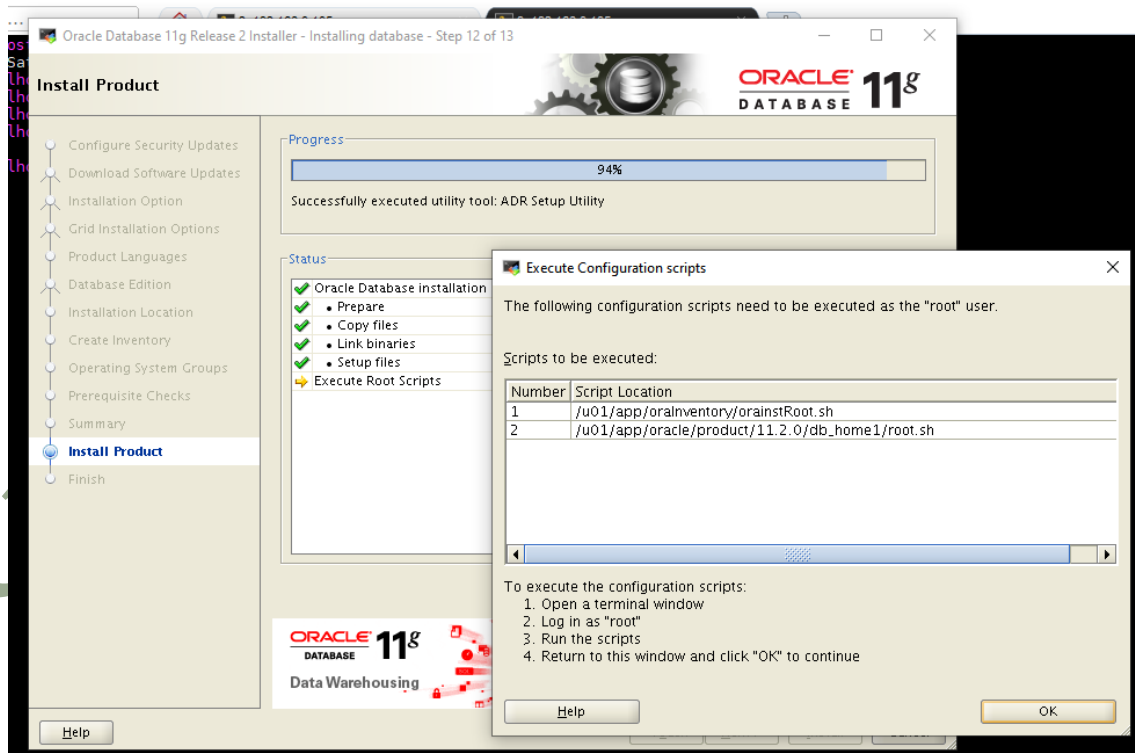 Oracle Database 11g Release 2 Installer - Installing database - Step 12 of 13
Install Product
ORACLE
DATABASE 11g
Configure Security Updates
Download Software Updates
Installation Option
Grid Installation Options
Product Languages
Database Edition
Installation Location
Create Inventory
Operating System Groups
Prerequisite Checks
Summary
Install Product
Finish
Progress
94%
Successfully executed utility tool: ADR Setup Utility
Status
Oracle Database installation
• Prepare
• Copy files
• Link binaries
• Setup files
Execute Root Scripts
ORACLE 11g
DATABASE
Data Warehousing
Help
Execute Configuration scripts
The following configuration scripts need to be executed as the "root" user.
Scripts to be executed:
Number Script Location
1 /u01/app/oraInventory/orainstRoot.sh
2 /u01/app/oracle/product/11.2.0/db_home1/root.sh
To execute the configuration scripts:
1. Open a terminal window
2. Log in as "root"
3. Run the scripts
4. Return to this window and click "OK" to continue
Help
OK